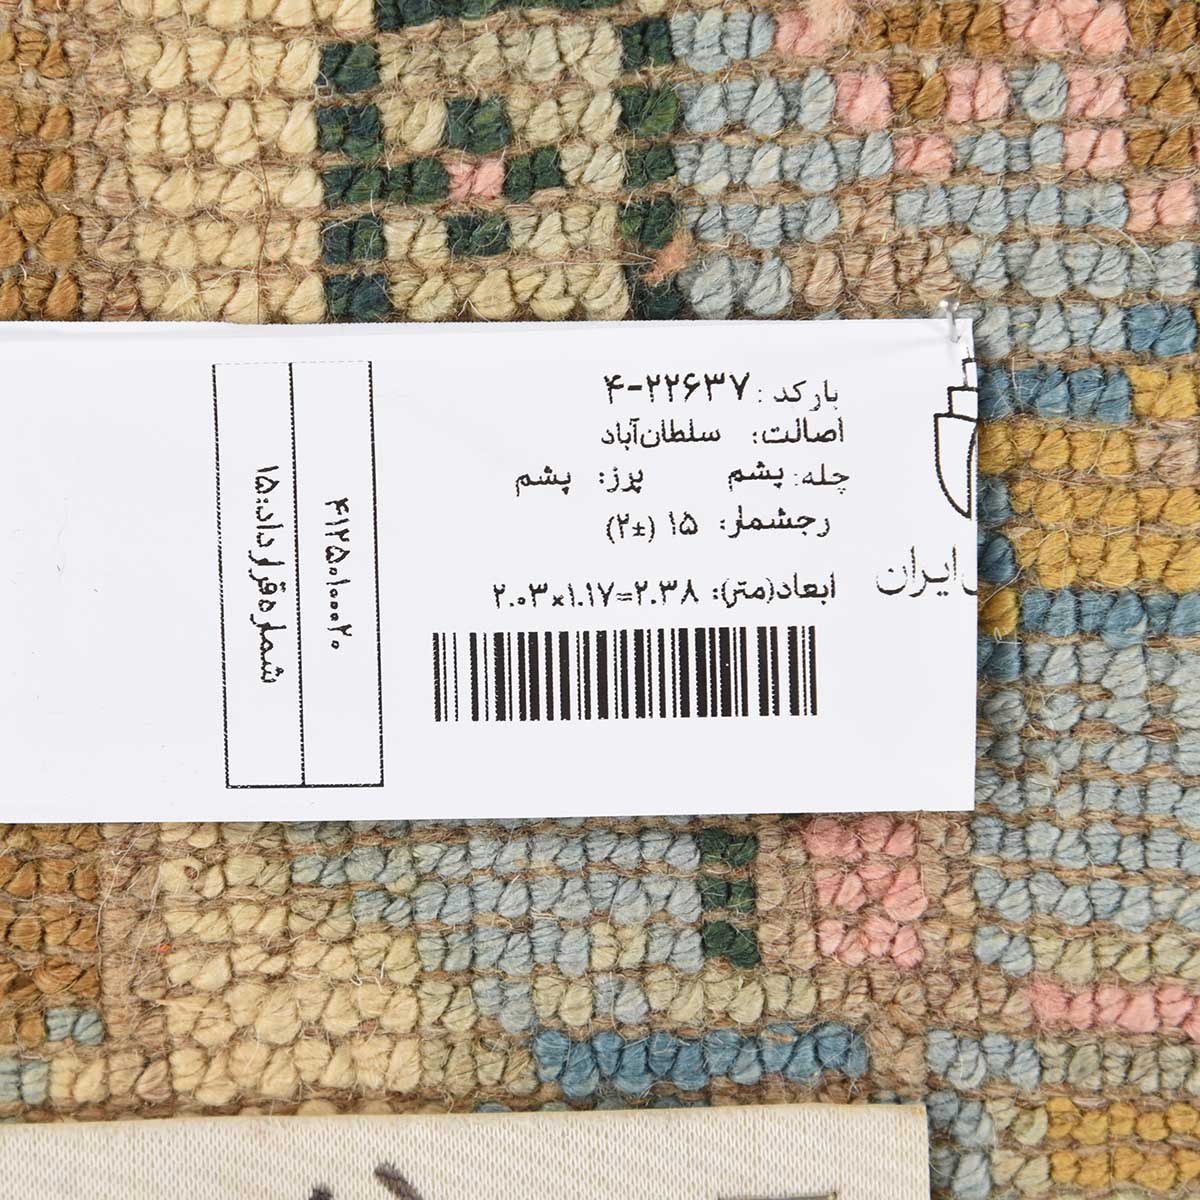 بارکد: ۴-۲۲۶۳۷
اصالت: سلطان‌آباد
چله: پشم پرز: پشم
رجشمار: ۱۵ (±۲)
ابعاد(متر): ۲.۰۳×۱.۱۷=۲.۳۸
ایران
۴۱۲۵۰۱۰۰۰۲۰
شماره قرارداد:۱۵